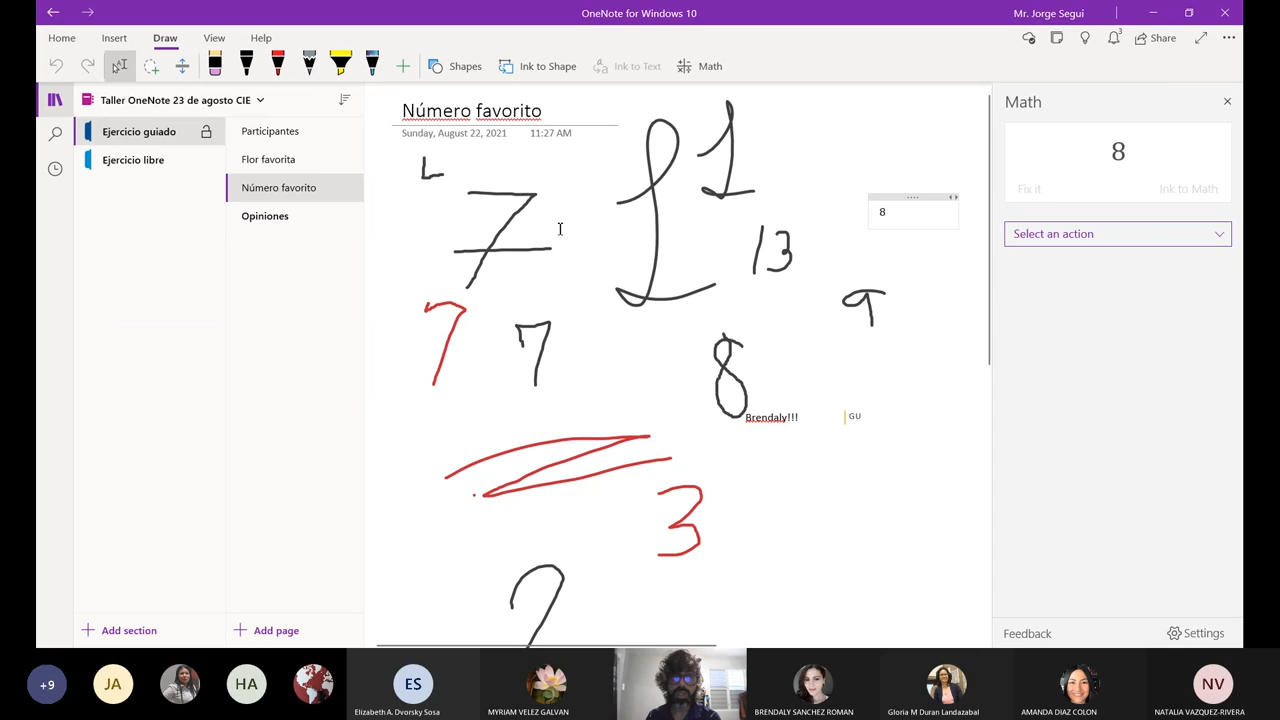 OneNote for Windows 10
Mr. Jorge Segui
Home Insert Draw View Help
Share
Shapes
Ink to Shape
Ink to Text
Math
Taller OneNote 23 de agosto CIE
Ejercicio guiado
Ejercicio libre
Participantes
Flor favorita
Número favorito
Opiniones
Número favorito
Sunday, August 22, 2021 11:27 AM
7
1
13
8
9
7
7
8
Brendaly!!!
GU
3
Math
8
Fix it
Ink to Math
Select an action
Add section
Add page
Feedback
Settings
+9
JA
HA
ES
NV
Elizabeth A. Dvorsky Sosa
MYRIAM VELEZ GALVAN
BRENDALY SANCHEZ ROMAN
Gloria M Duran Landazabal
AMANDA DIAZ COLON
NATALIA VAZQUEZ-RIVERA